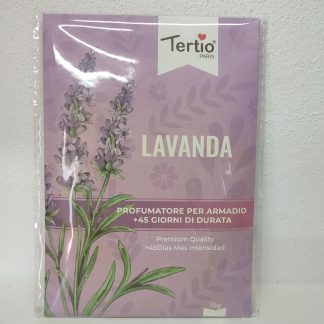 Tertio®
PARIS
LAVANDA
PROFUMATORE PER ARMADIO
+45 GIORNI DI DURATA
Premium Quality
+45Días Más Intensidad
15g